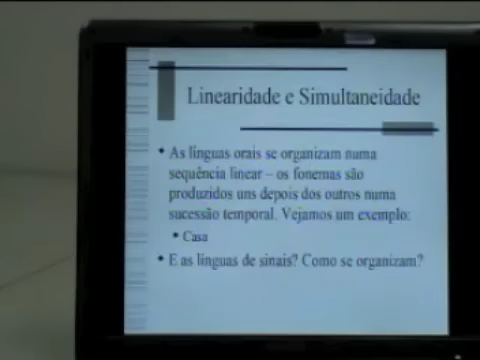 Linearidade e Simultaneidade
• As línguas orais se organizam numa
sequência linear – os fonemas são
produzidos uns depois dos outros numa
sucessão temporal. Vejamos um exemplo:
• Casa
• E as línguas de sinais? Como se organizam?